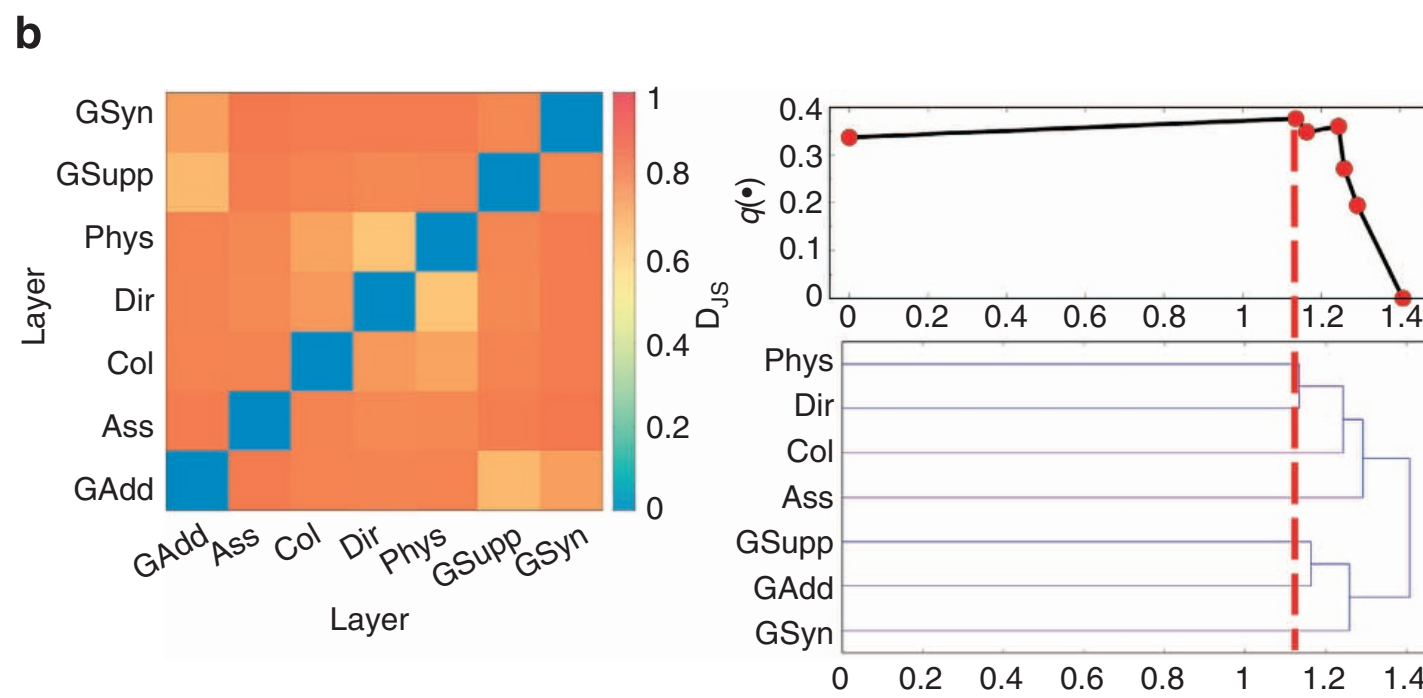 b
GSyn
GSupp
Phys
Dir
Col
Ass
GAdd
Layer
GAdd Ass Col Dir Phys GSupp GSyn
Layer
1
0.8
0.6
0.4
0.2
0
D_JS
q(•)
0.4
0.3
0.2
0.1
0
0 0.2 0.4 0.6 0.8 1 1.2 1.4
Phys
Dir
Col
Ass
GSupp
GAdd
GSyn
0 0.2 0.4 0.6 0.8 1 1.2 1.4